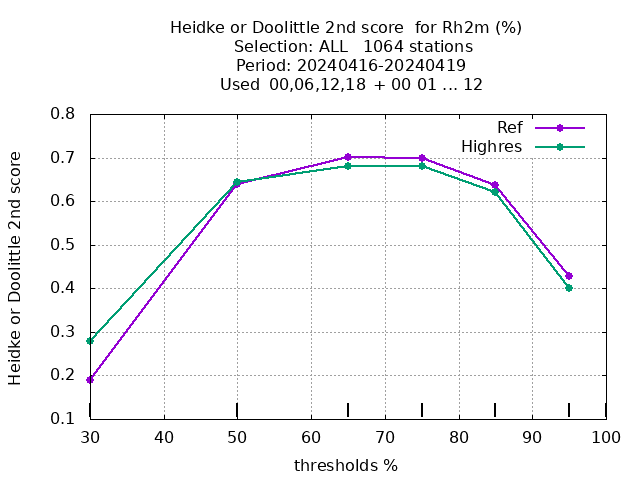 Heidke or Doolittle 2nd score  for Rh2m (%)
Selection: ALL   1064 stations
Period: 20240416-20240419
Used  00,06,12,18  + 00 01 ... 12
Ref
Highres
Heidke or Doolittle 2nd score
0.8
0.7
0.6
0.5
0.4
0.3
0.2
0.1
30 40 50 60 70 80 90 100
thresholds %